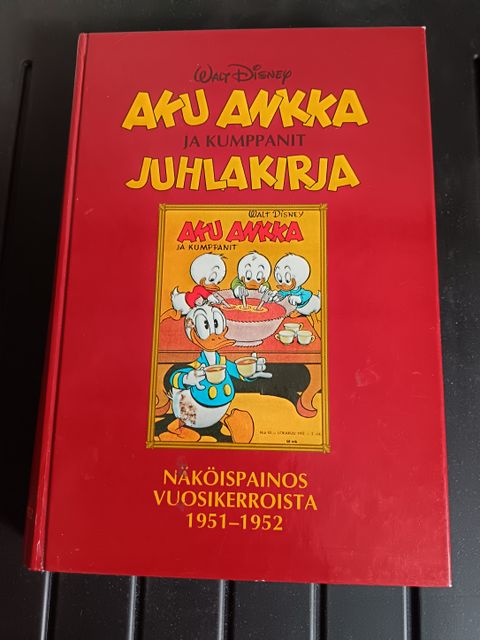 WALT DISNEY
AKU ANKKA
JA KUMPPANIT
JUHLAKIRJA
WALT DISNEY
AKU ANKKA
JA KUMPPANIT
NÄKÖISPAINOS
VUOSIKERROISTA
1951–1952